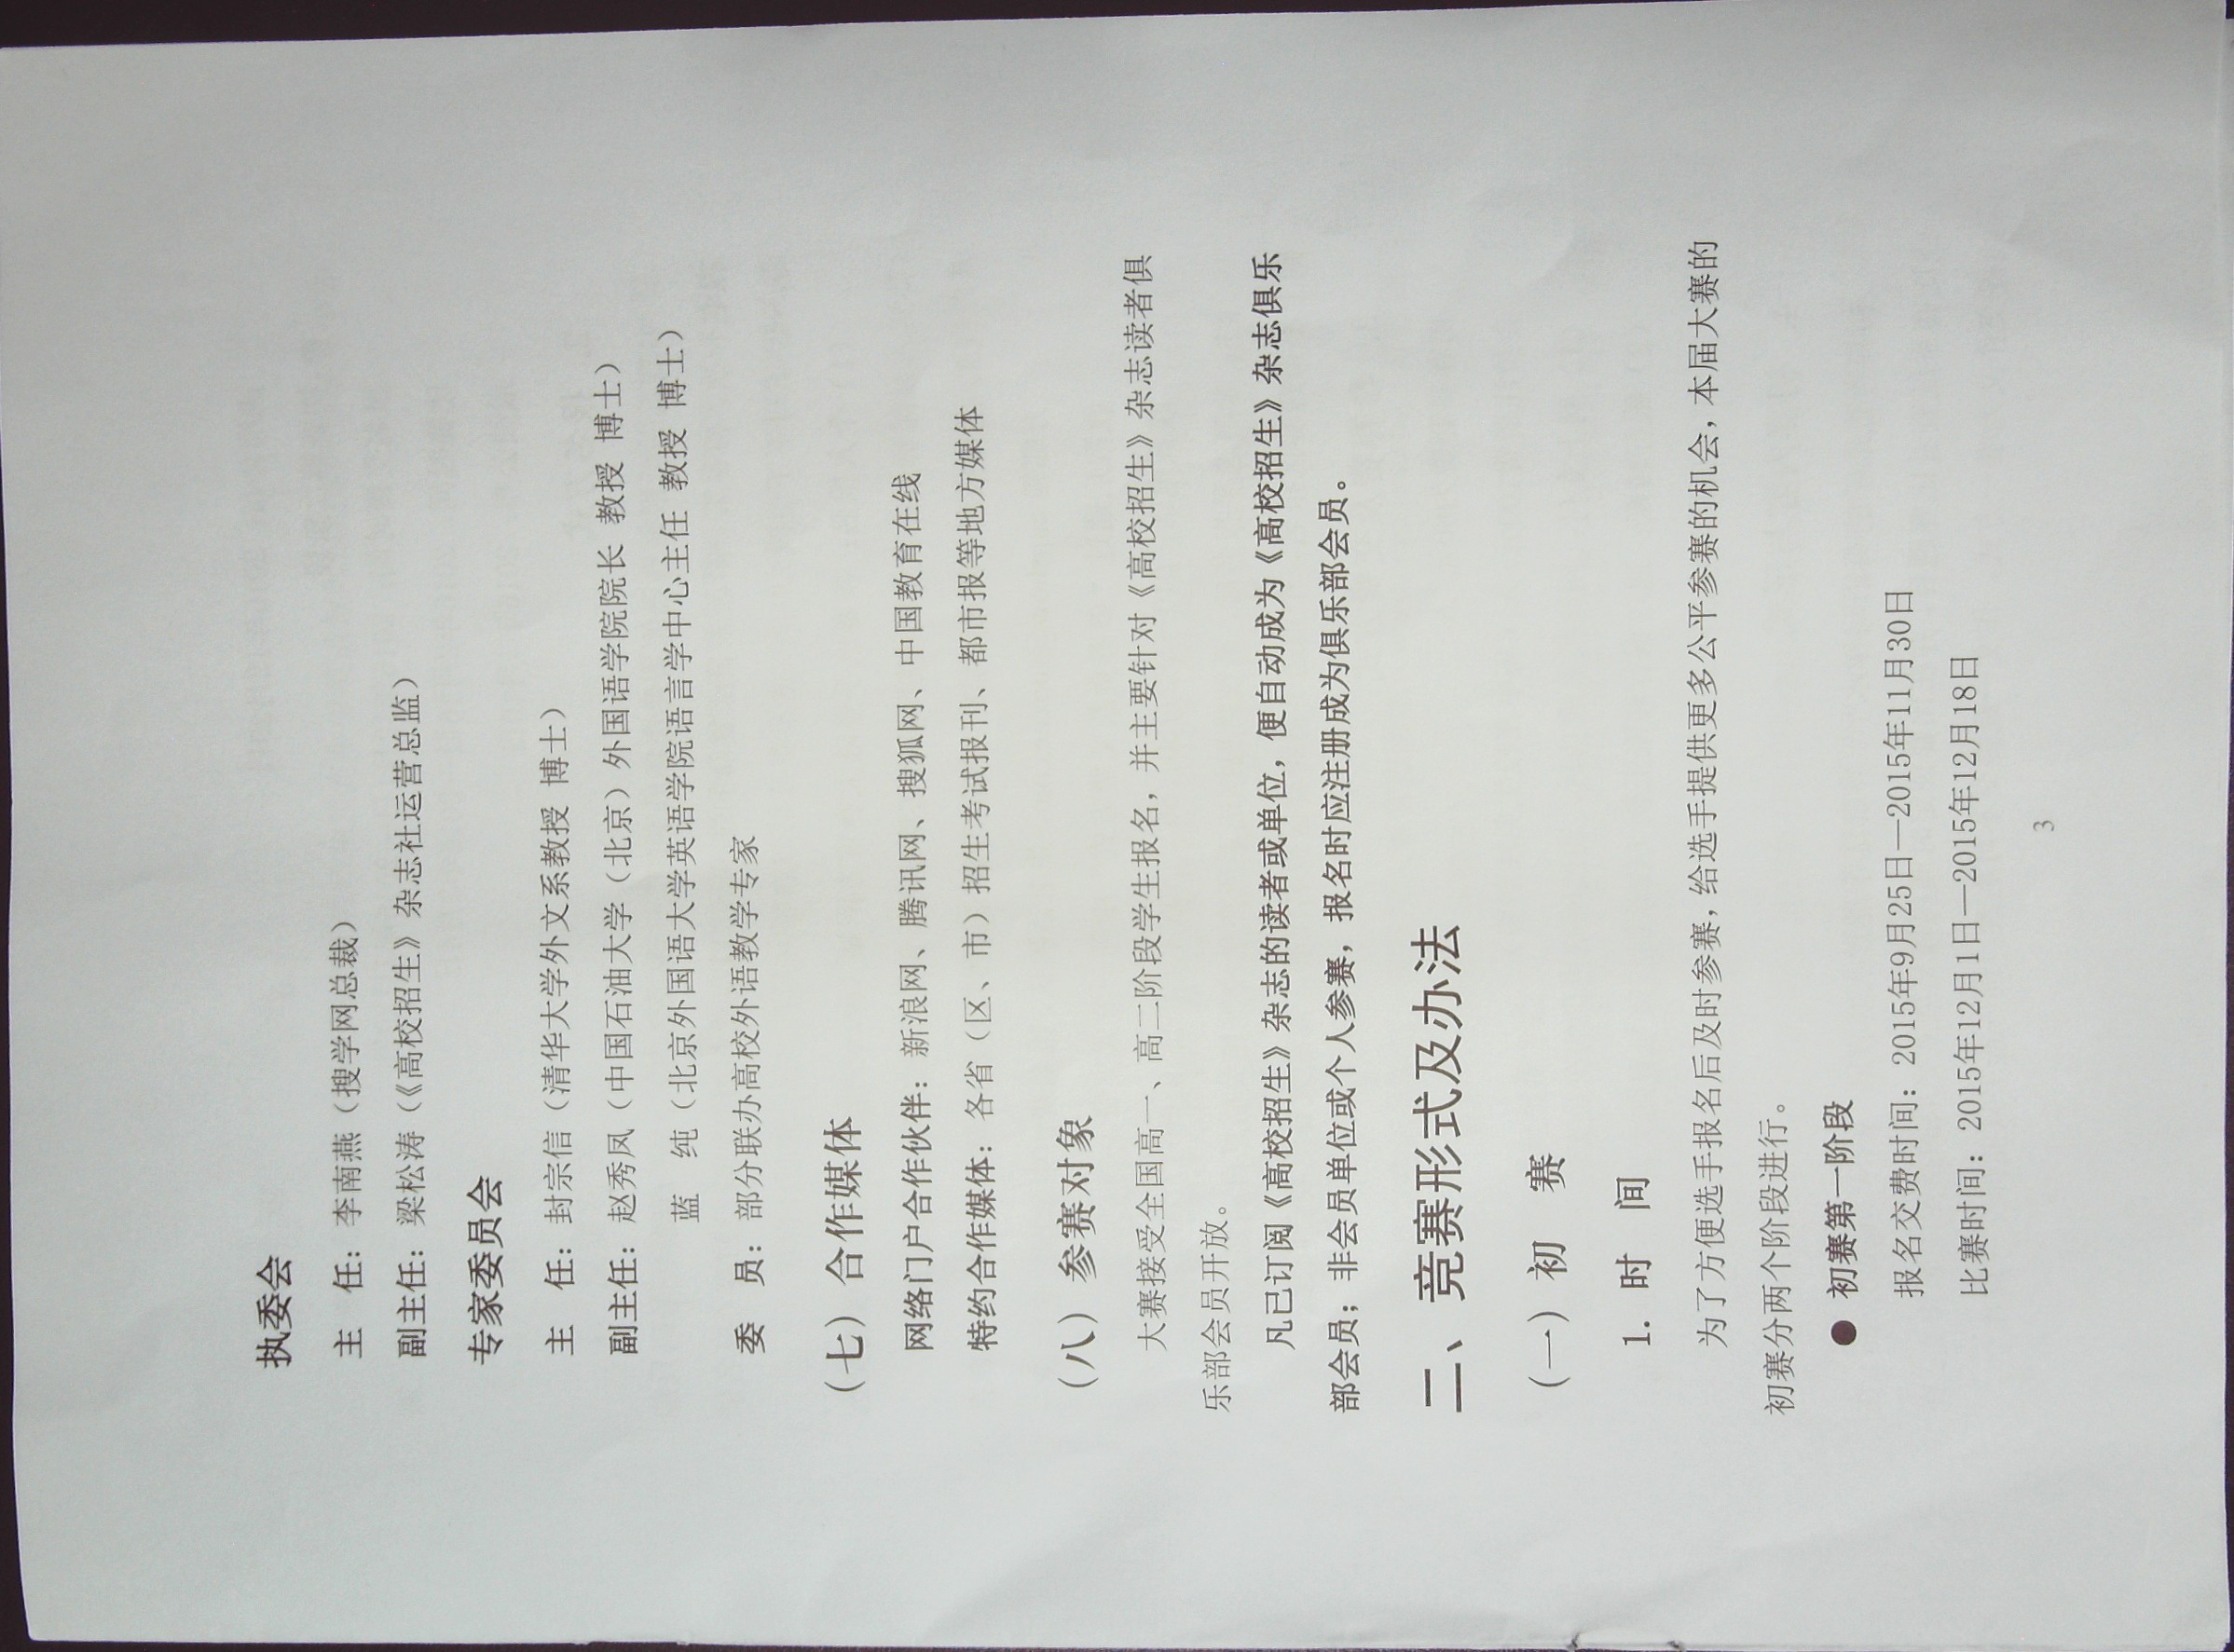 执委会
主　任：李南燕（搜学网总裁）
副主任：梁松涛（《高校招生》杂志社运营总监）
专家委员会
主　任：封宗信（清华大学外文系教授 博士）
副主任：赵秀凤（中国石油大学（北京）外国语学院院长 教授 博士）
蓝　纯（北京外国语大学英语学院语言学中心主任 教授 博士）
委　员：部分联办高校外语教学专家
（七）合作媒体
网络门户合作伙伴：新浪网、腾讯网、搜狐网、中国教育在线
特约合作媒体：各省（区、市）招生考试报刊、都市报等地方媒体
（八）参赛对象
大赛接受全国高一、高二阶段学生报名，并主要针对《高校招生》杂志读者俱
乐部会员开放。
凡已订阅《高校招生》杂志的读者或单位，便自动成为《高校招生》杂志俱乐
部会员；非会员单位或个人参赛，报名时应注册成为俱乐部会员。
二、竞赛形式及办法
（一）初　赛
1. 时　间
为了方便选手报名后及时参赛，给选手提供更多公平参赛的机会，本届大赛的
初赛分两个阶段进行。
● 初赛第一阶段
报名交费时间：2015年9月25日—2015年11月30日
比赛时间：2015年12月1日—2015年12月18日
3